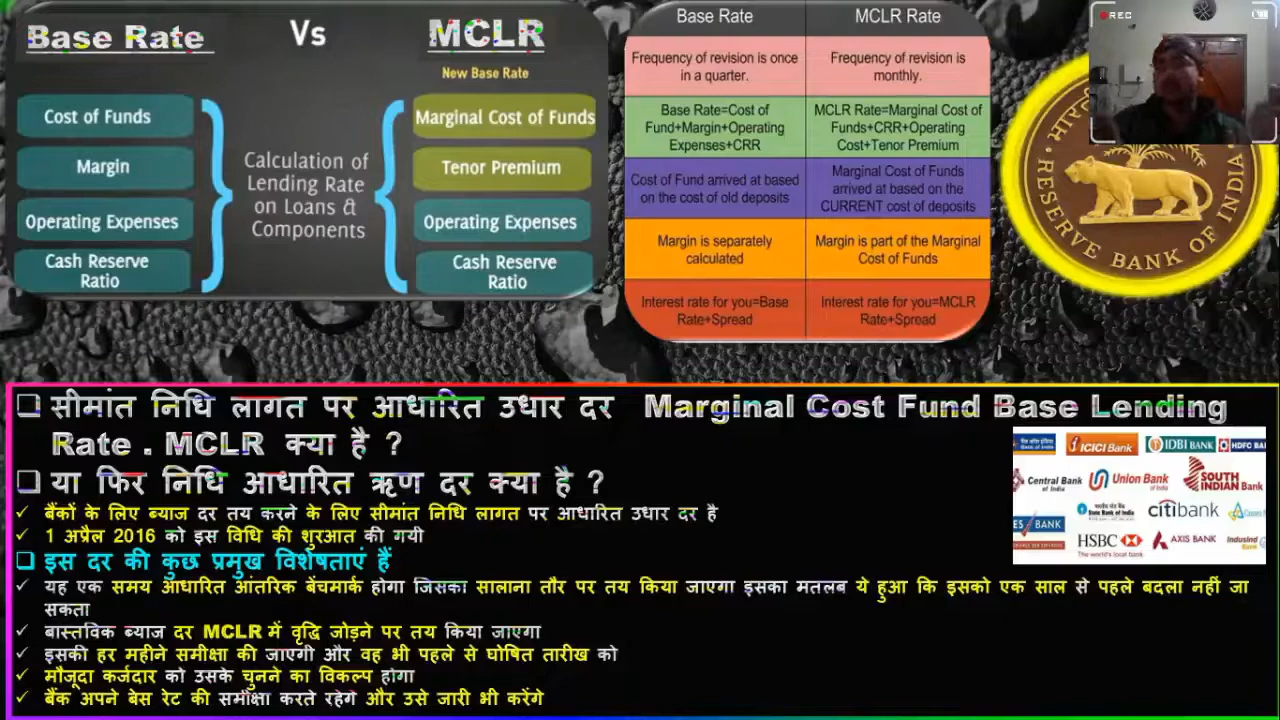 Base Rate Vs MCLR
New Base Rate
Cost of Funds
Margin
Operating Expenses
Cash Reserve
Ratio
Calculation of
Lending Rate
on Loans &
Components
Marginal Cost of Funds
Tenor Premium
Operating Expenses
Cash Reserve
Ratio
Base Rate
MCLR Rate
Frequency of revision is once
in a quarter.
Frequency of revision is
monthly.
Base Rate=Cost of
Fund+Margin+Operating
Expenses+CRR
MCLR Rate=Marginal Cost of
Funds+CRR+Operating
Cost+Tenor Premium
Cost of Fund arrived at based
on the cost of old deposits
Marginal Cost of Funds
arrived at based on the
CURRENT cost of deposits
Margin is separately
calculated
Margin is part of the Marginal
Cost of Funds
Interest rate for you=Base
Rate+Spread
Interest rate for you=MCLR
Rate+Spread
REC
RESERVE BANK OF INDIA
सीमांत निधि लागत पर आधारित उधार दर Marginal Cost Fund Base Lending
Rate . MCLR क्या है ?
या फिर निधि आधारित ऋण दर क्या है ?
बैंकों के लिए ब्याज दर तय करने के लिए सीमांत निधि लागत पर आधारित उधार दर है
1 अप्रैल 2016 को इस विधि की शुरआत की गयी
इस दर की कुछ प्रमुख विशेषताएं हैं
यह एक समय आधारित आंतरिक बेंचमार्क होगा जिसका सालाना तौर पर तय किया जाएगा इसका मतलब ये हुआ कि इसको एक साल से पहले बदला नहीं जा
सकता
बास्तविक ब्याज दर MCLR में वृद्धि जोड़ने पर तय किया जाएगा
इसकी हर महीने समीक्षा की जाएगी और वह भी पहले से घोषित तारीख को
मौजूदा कर्जदार को उसके चुनने का विकल्प होगा
बैंक अपने बेस रेट की समीक्षा करते रहेगे और उसे जारी भी करेंगे
ICICI Bank
IDBI BANK
HDFC BA
Central Bank
of India
Union Bank
of India
SOUTH
INDIAN Bank
State Bank of India
citibank
BANK
HSBC
The world's local bank
AXIS BANK
IndusInd
Bank